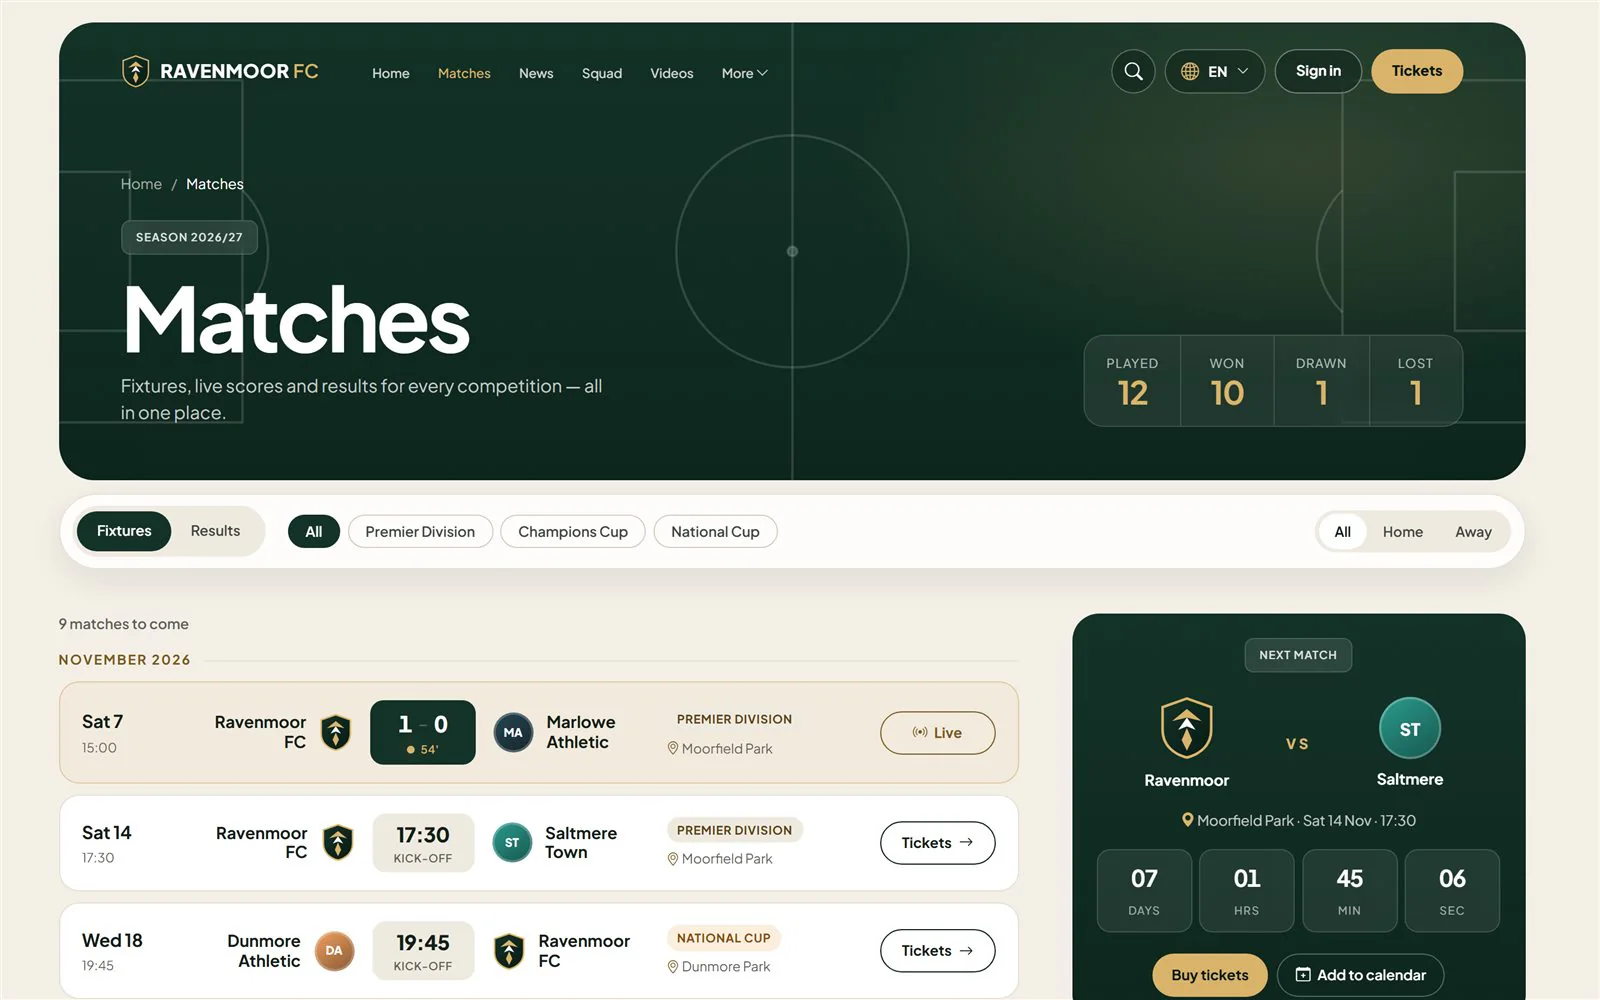 RAVENMOOR FC
Home
Matches
News
Squad
Videos
More
EN
Sign in
Tickets
Home / Matches
SEASON 2026/27
Matches
Fixtures, live scores and results for every competition — all
in one place.
PLAYED
12
WON
10
DRAWN
1
LOST
1
Fixtures
Results
All
Premier Division
Champions Cup
National Cup
All
Home
Away
9 matches to come
NOVEMBER 2026
Sat 7
15:00
Ravenmoor
FC
1 - 0
54'
MA
Marlowe
Athletic
PREMIER DIVISION
Moorfield Park
Live
Sat 14
17:30
Ravenmoor
FC
17:30
KICK-OFF
ST
Saltmere
Town
PREMIER DIVISION
Moorfield Park
Tickets →
Wed 18
19:45
Dunmore
Athletic
DA
19:45
KICK-OFF
Ravenmoor
FC
NATIONAL CUP
Dunmore Park
Tickets →
NEXT MATCH
Ravenmoor
VS
ST
Saltmere
Moorfield Park · Sat 14 Nov · 17:30
07
DAYS
01
HRS
45
MIN
06
SEC
Buy tickets
Add to calendar